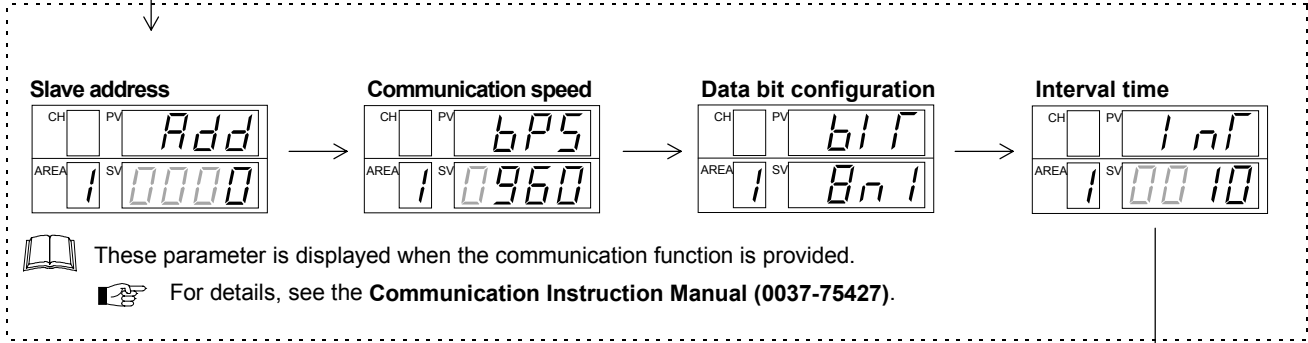 Slave address
CH PV Add
AREA 1 SV 0000
Communication speed
CH PV bPS
AREA 1 SV 0960
Data bit configuration
CH PV bIT
AREA 1 SV 8n1
Interval time
CH PV InT
AREA 1 SV 0010
These parameter is displayed when the communication function is provided.
For details, see the Communication Instruction Manual (0037-75427).